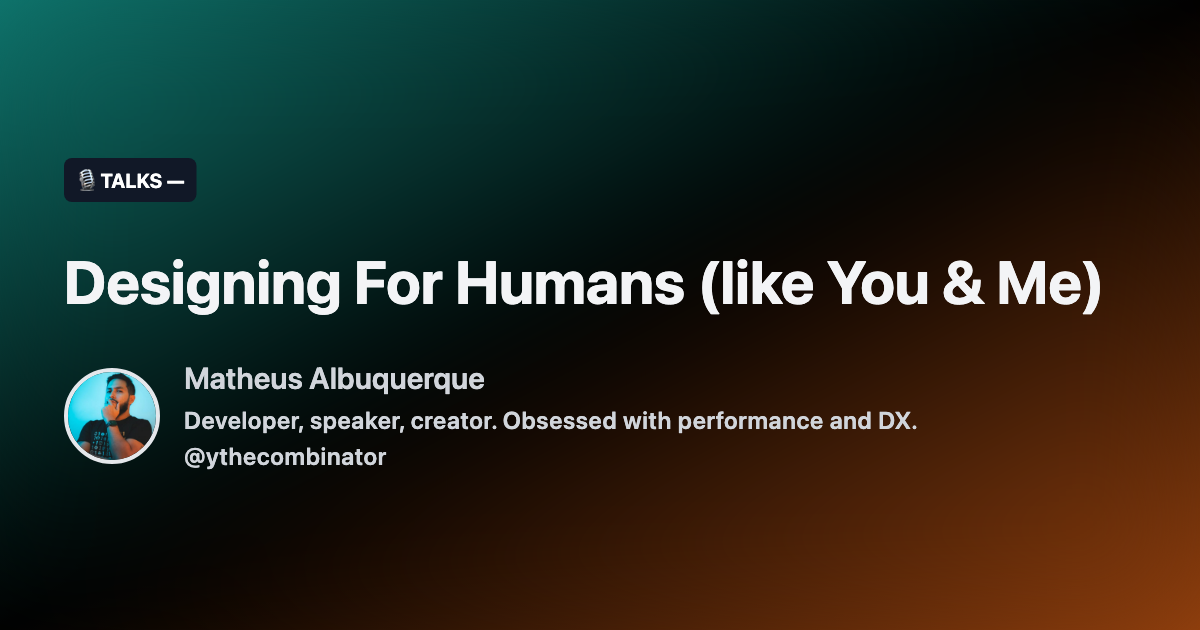 🎙 TALKS —
Designing For Humans (like You & Me)
Matheus Albuquerque
Developer, speaker, creator. Obsessed with performance and DX.
@ythecombinator